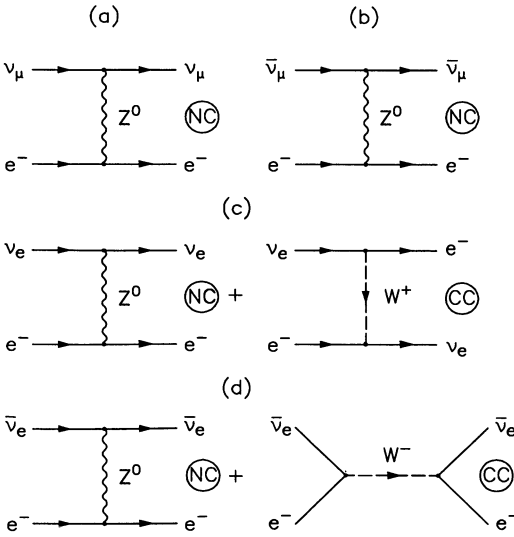 (a) (b)
ν_μ ν_μ ν̄_μ ν̄_μ
Z⁰ NC Z⁰ NC
e⁻ e⁻ e⁻ e⁻
(c)
ν_e ν_e ν_e e⁻
Z⁰ NC + W⁺ CC
e⁻ e⁻ e⁻ ν_e
(d)
ν̄_e ν̄_e ν̄_e ν̄_e
Z⁰ NC + W⁻ CC
e⁻ e⁻ e⁻ e⁻